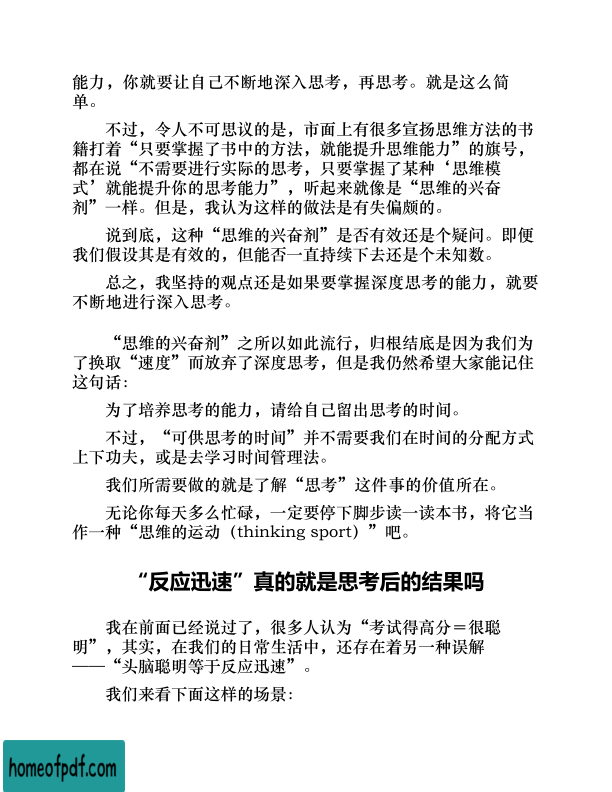 能力，你就要让自己不断地深入思考，再思考。就是这么简
单。
不过，令人不可思议的是，市面上有很多宣扬思维方法的书
籍打着“只要掌握了书中的方法，就能提升思维能力”的旗号，
都在说“不需要进行实际的思考，只要掌握了某种‘思维模
式’就能提升你的思考能力”，听起来就像是“思维的兴奋
剂”一样。但是，我认为这样的做法是有失偏颇的。
说到底，这种“思维的兴奋剂”是否有效还是个疑问。即便
我们假设其是有效的，但能否一直持续下去还是个未知数。
总之，我坚持的观点还是如果要掌握深度思考的能力，就要
不断地进行深入思考。
“思维的兴奋剂”之所以如此流行，归根结底是因为我们为
了换取“速度”而放弃了深度思考，但是我仍然希望大家能记住
这句话：
为了培养思考的能力，请给自己留出思考的时间。
不过，“可供思考的时间”并不需要我们在时间的分配方式
上下功夫，或是去学习时间管理法。
我们所需要做的就是了解“思考”这件事的价值所在。
无论你每天多么忙碌，一定要停下脚步读一读本书，将它当
作一种“思维的运动（thinking sport）”吧。
“反应迅速”真的就是思考后的结果吗
我在前面已经说过了，很多人认为“考试得高分＝很聪
明”，其实，在我们的日常生活中，还存在着另一种误解
——“头脑聪明等于反应迅速”。
我们来看下面这样的场景：
homeofpdf.com